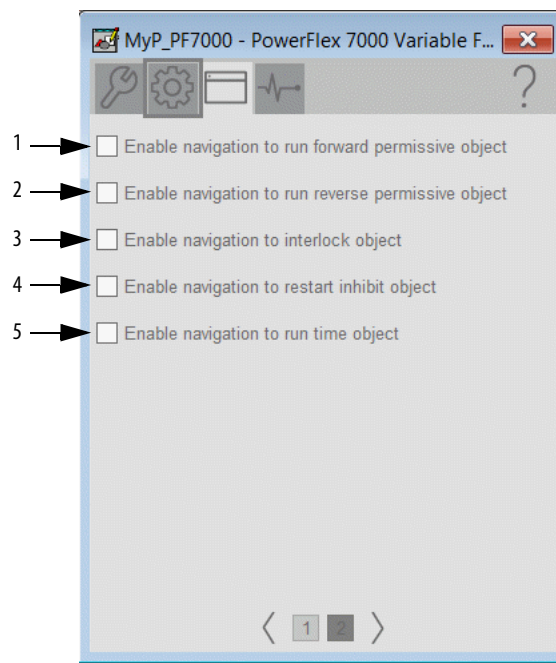 MyP_PF7000 - PowerFlex 7000 Variable F...
?
1 Enable navigation to run forward permissive object
2 Enable navigation to run reverse permissive object
3 Enable navigation to interlock object
4 Enable navigation to restart inhibit object
5 Enable navigation to run time object
1 2